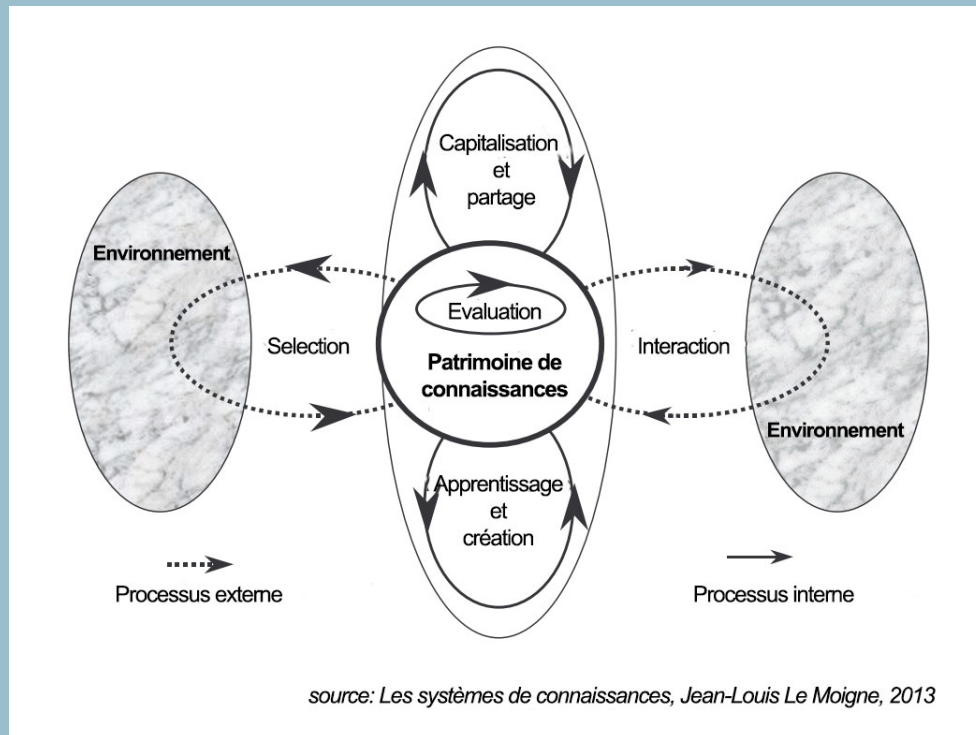 Capitalisation
et
partage
Environnement
Evaluation
Selection
Interaction
Patrimoine de
connaissances
Environnement
Apprentissage
et
création
Processus externe
Processus interne
source: Les systèmes de connaissances, Jean-Louis Le Moigne, 2013